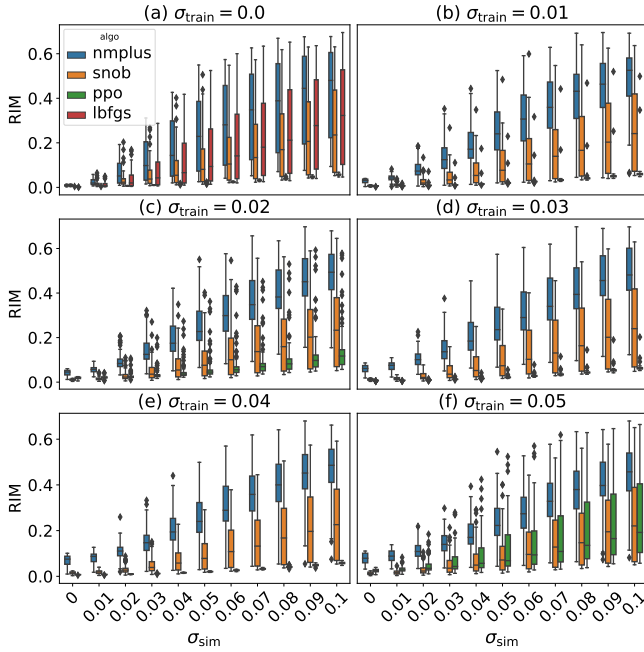 (a) σtrain = 0.0
(b) σtrain = 0.01
RIM
0.6
0.4
0.2
0.0
algo
nmplus
snob
ppo
lbfgs
(c) σtrain = 0.02
(d) σtrain = 0.03
RIM
0.6
0.4
0.2
0.0
(e) σtrain = 0.04
(f) σtrain = 0.05
RIM
0.6
0.4
0.2
0.0
0 0.01 0.02 0.03 0.04 0.05 0.06 0.07 0.08 0.09 0.1
0 0.01 0.02 0.03 0.04 0.05 0.06 0.07 0.08 0.09 0.1
σsim
σsim